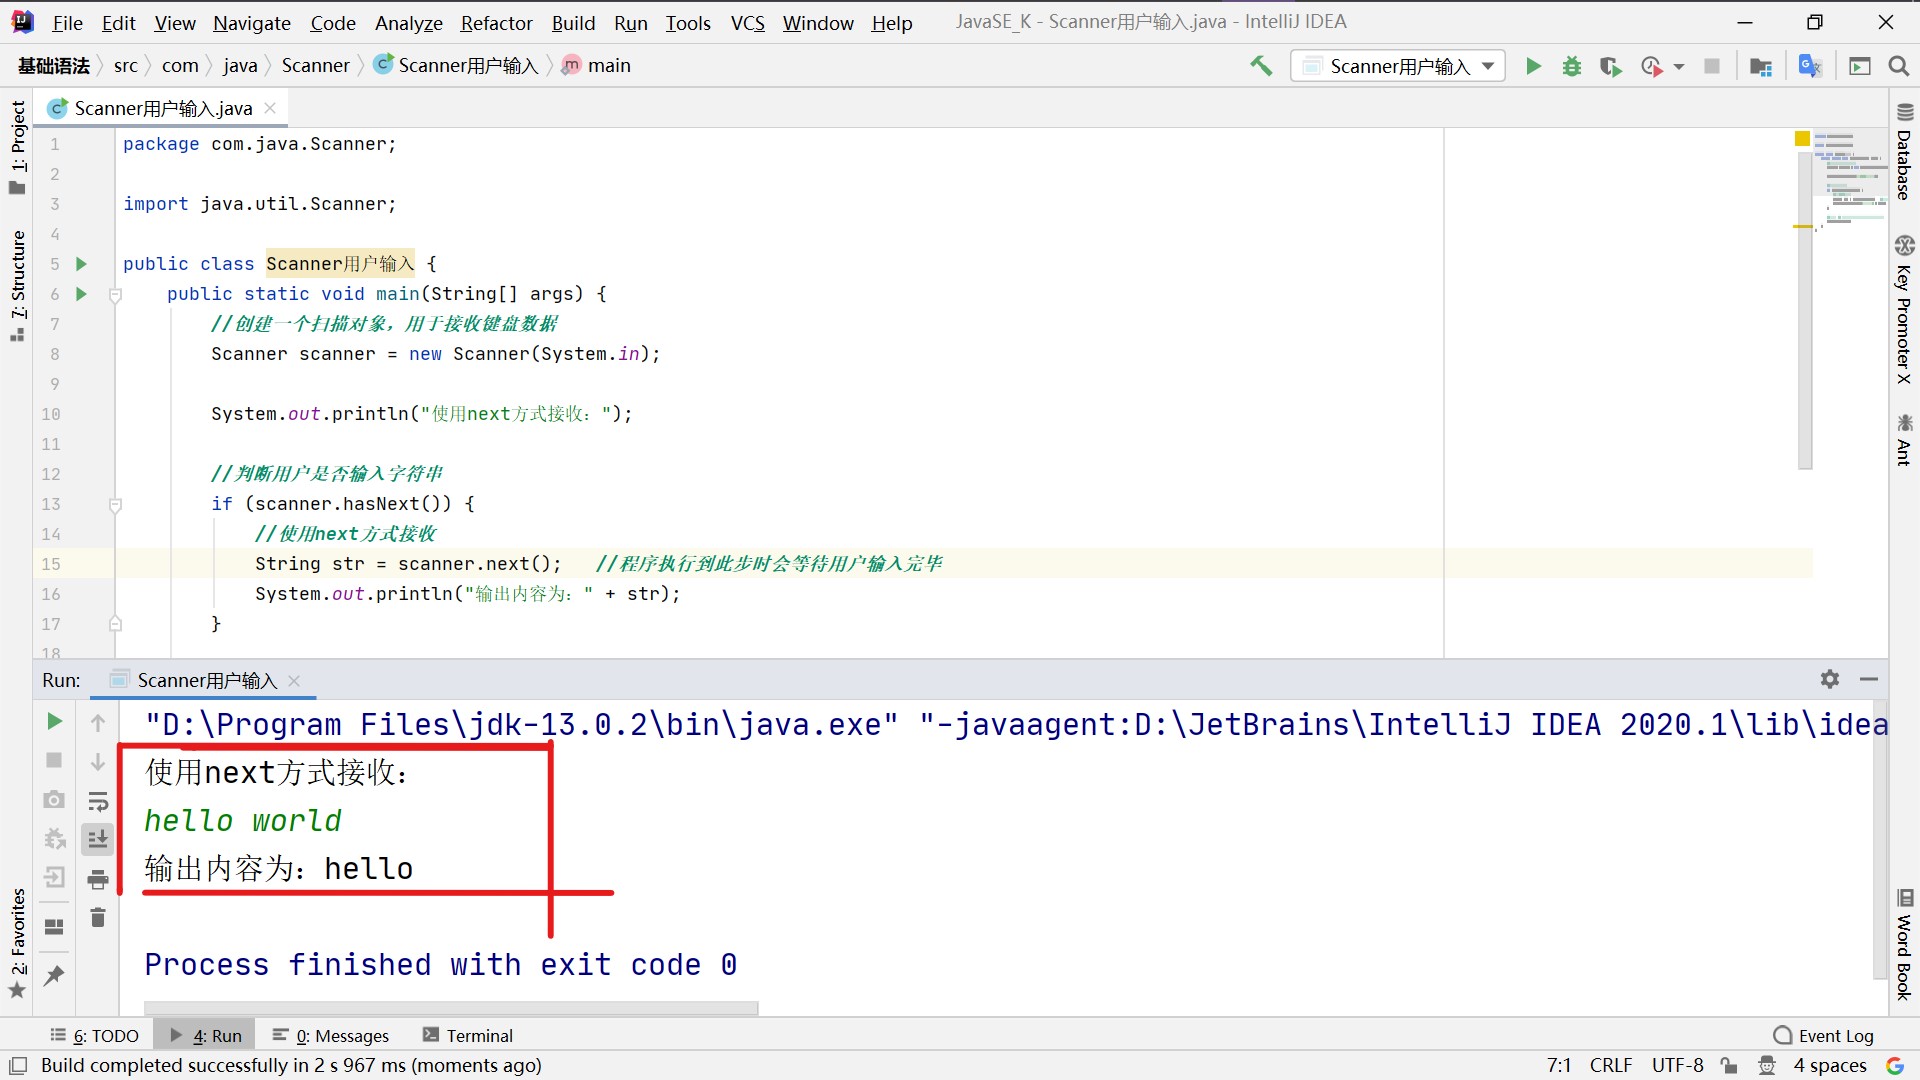 File Edit View Navigate Code Analyze Refactor Build Run Tools VCS Window Help JavaSE_K - Scanner用户输入.java - IntelliJ IDEA
基础语法 src com java Scanner Scanner用户输入 main Scanner用户输入
Scanner用户输入.java
1 package com.java.Scanner;
2
3 import java.util.Scanner;
4
5 public class Scanner用户输入 {
6 public static void main(String[] args) {
7 //创建一个扫描对象，用于接收键盘数据
8 Scanner scanner = new Scanner(System.in);
9
10 System.out.println("使用next方式接收：");
11
12 //判断用户是否输入字符串
13 if (scanner.hasNext()) {
14 //使用next方式接收
15 String str = scanner.next(); //程序执行到此步时会等待用户输入完毕
16 System.out.println("输出内容为：" + str);
17 }
18
1: Project
7: Structure
2: Favorites
Database
Key Promoter X
Ant
Word Book
Run: Scanner用户输入
"D:\Program Files\jdk-13.0.2\bin\java.exe" "-javaagent:D:\JetBrains\IntelliJ IDEA 2020.1\lib\idea
使用next方式接收：
hello world
输出内容为：hello
Process finished with exit code 0
6: TODO 4: Run 0: Messages Terminal Event Log
Build completed successfully in 2 s 967 ms (moments ago) 7:1 CRLF UTF-8 4 spaces